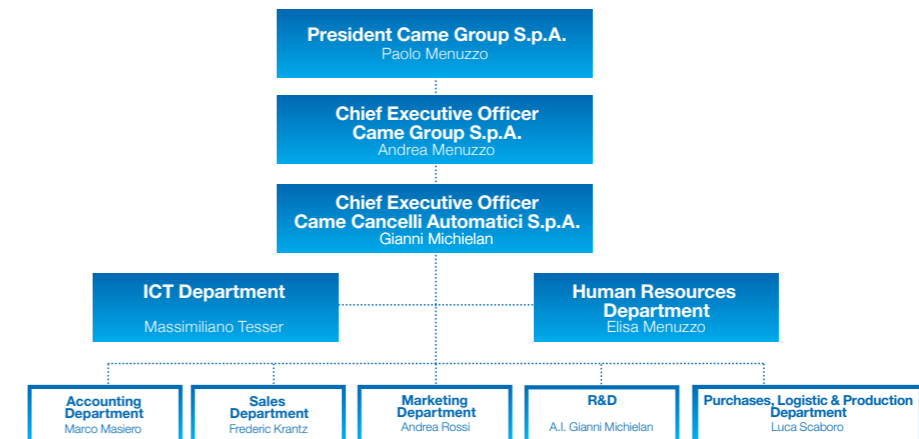 President Came Group S.p.A.
Paolo Menuzzo
Chief Executive Officer
Came Group S.p.A.
Andrea Menuzzo
Chief Executive Officer
Came Cancelli Automatici S.p.A.
Gianni Michielan
ICT Department
Massimiliano Tesser
Human Resources
Department
Elisa Menuzzo
Accounting
Department
Marco Masiero
Sales
Department
Frederic Krantz
Marketing
Department
Andrea Rossi
R&D
A.I. Gianni Michielan
Purchases, Logistic & Production
Department
Luca Scaboro